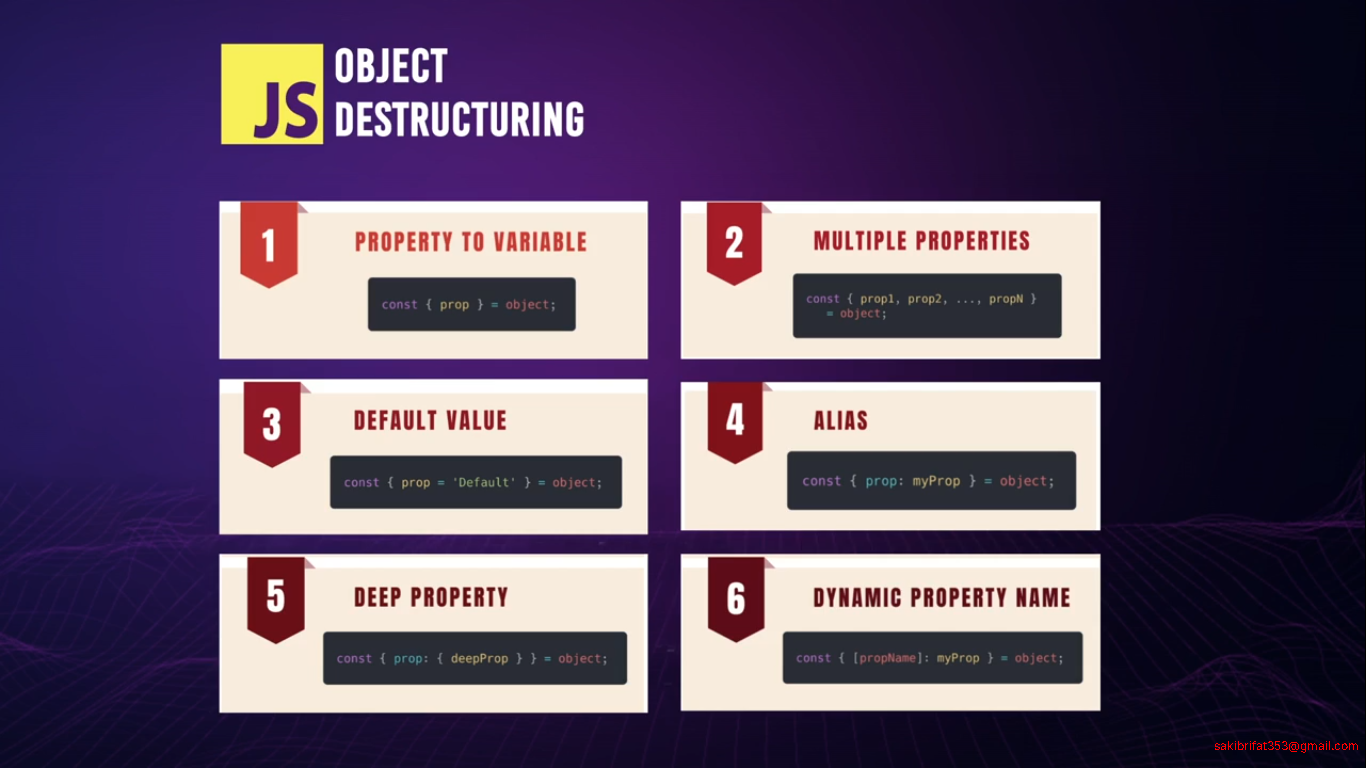 JS
OBJECT
DESTRUCTURING
1
PROPERTY TO VARIABLE
const { prop } = object;
2
MULTIPLE PROPERTIES
const { prop1, prop2, ..., propN }
= object;
3
DEFAULT VALUE
const { prop = 'Default' } = object;
4
ALIAS
const { prop: myProp } = object;
5
DEEP PROPERTY
const { prop: { deepProp } } = object;
6
DYNAMIC PROPERTY NAME
const { [propName]: myProp } = object;
sakibrifat353@gmail.com